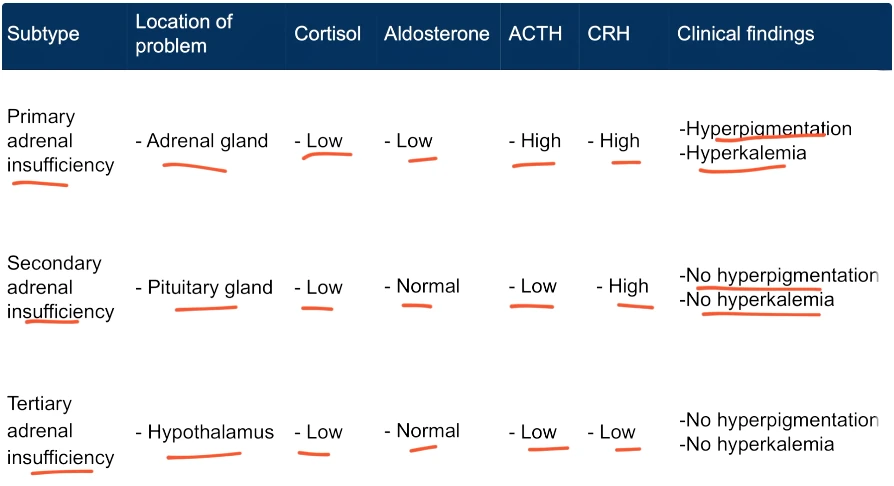 Subtype Location of problem Cortisol Aldosterone ACTH CRH Clinical findings
Primary adrenal insufficiency - Adrenal gland - Low - Low - High - High -Hyperpigmentation -Hyperkalemia
Secondary adrenal insufficiency - Pituitary gland - Low - Normal - Low - High -No hyperpigmentation -No hyperkalemia
Tertiary adrenal insufficiency - Hypothalamus - Low - Normal - Low - Low -No hyperpigmentation -No hyperkalemia